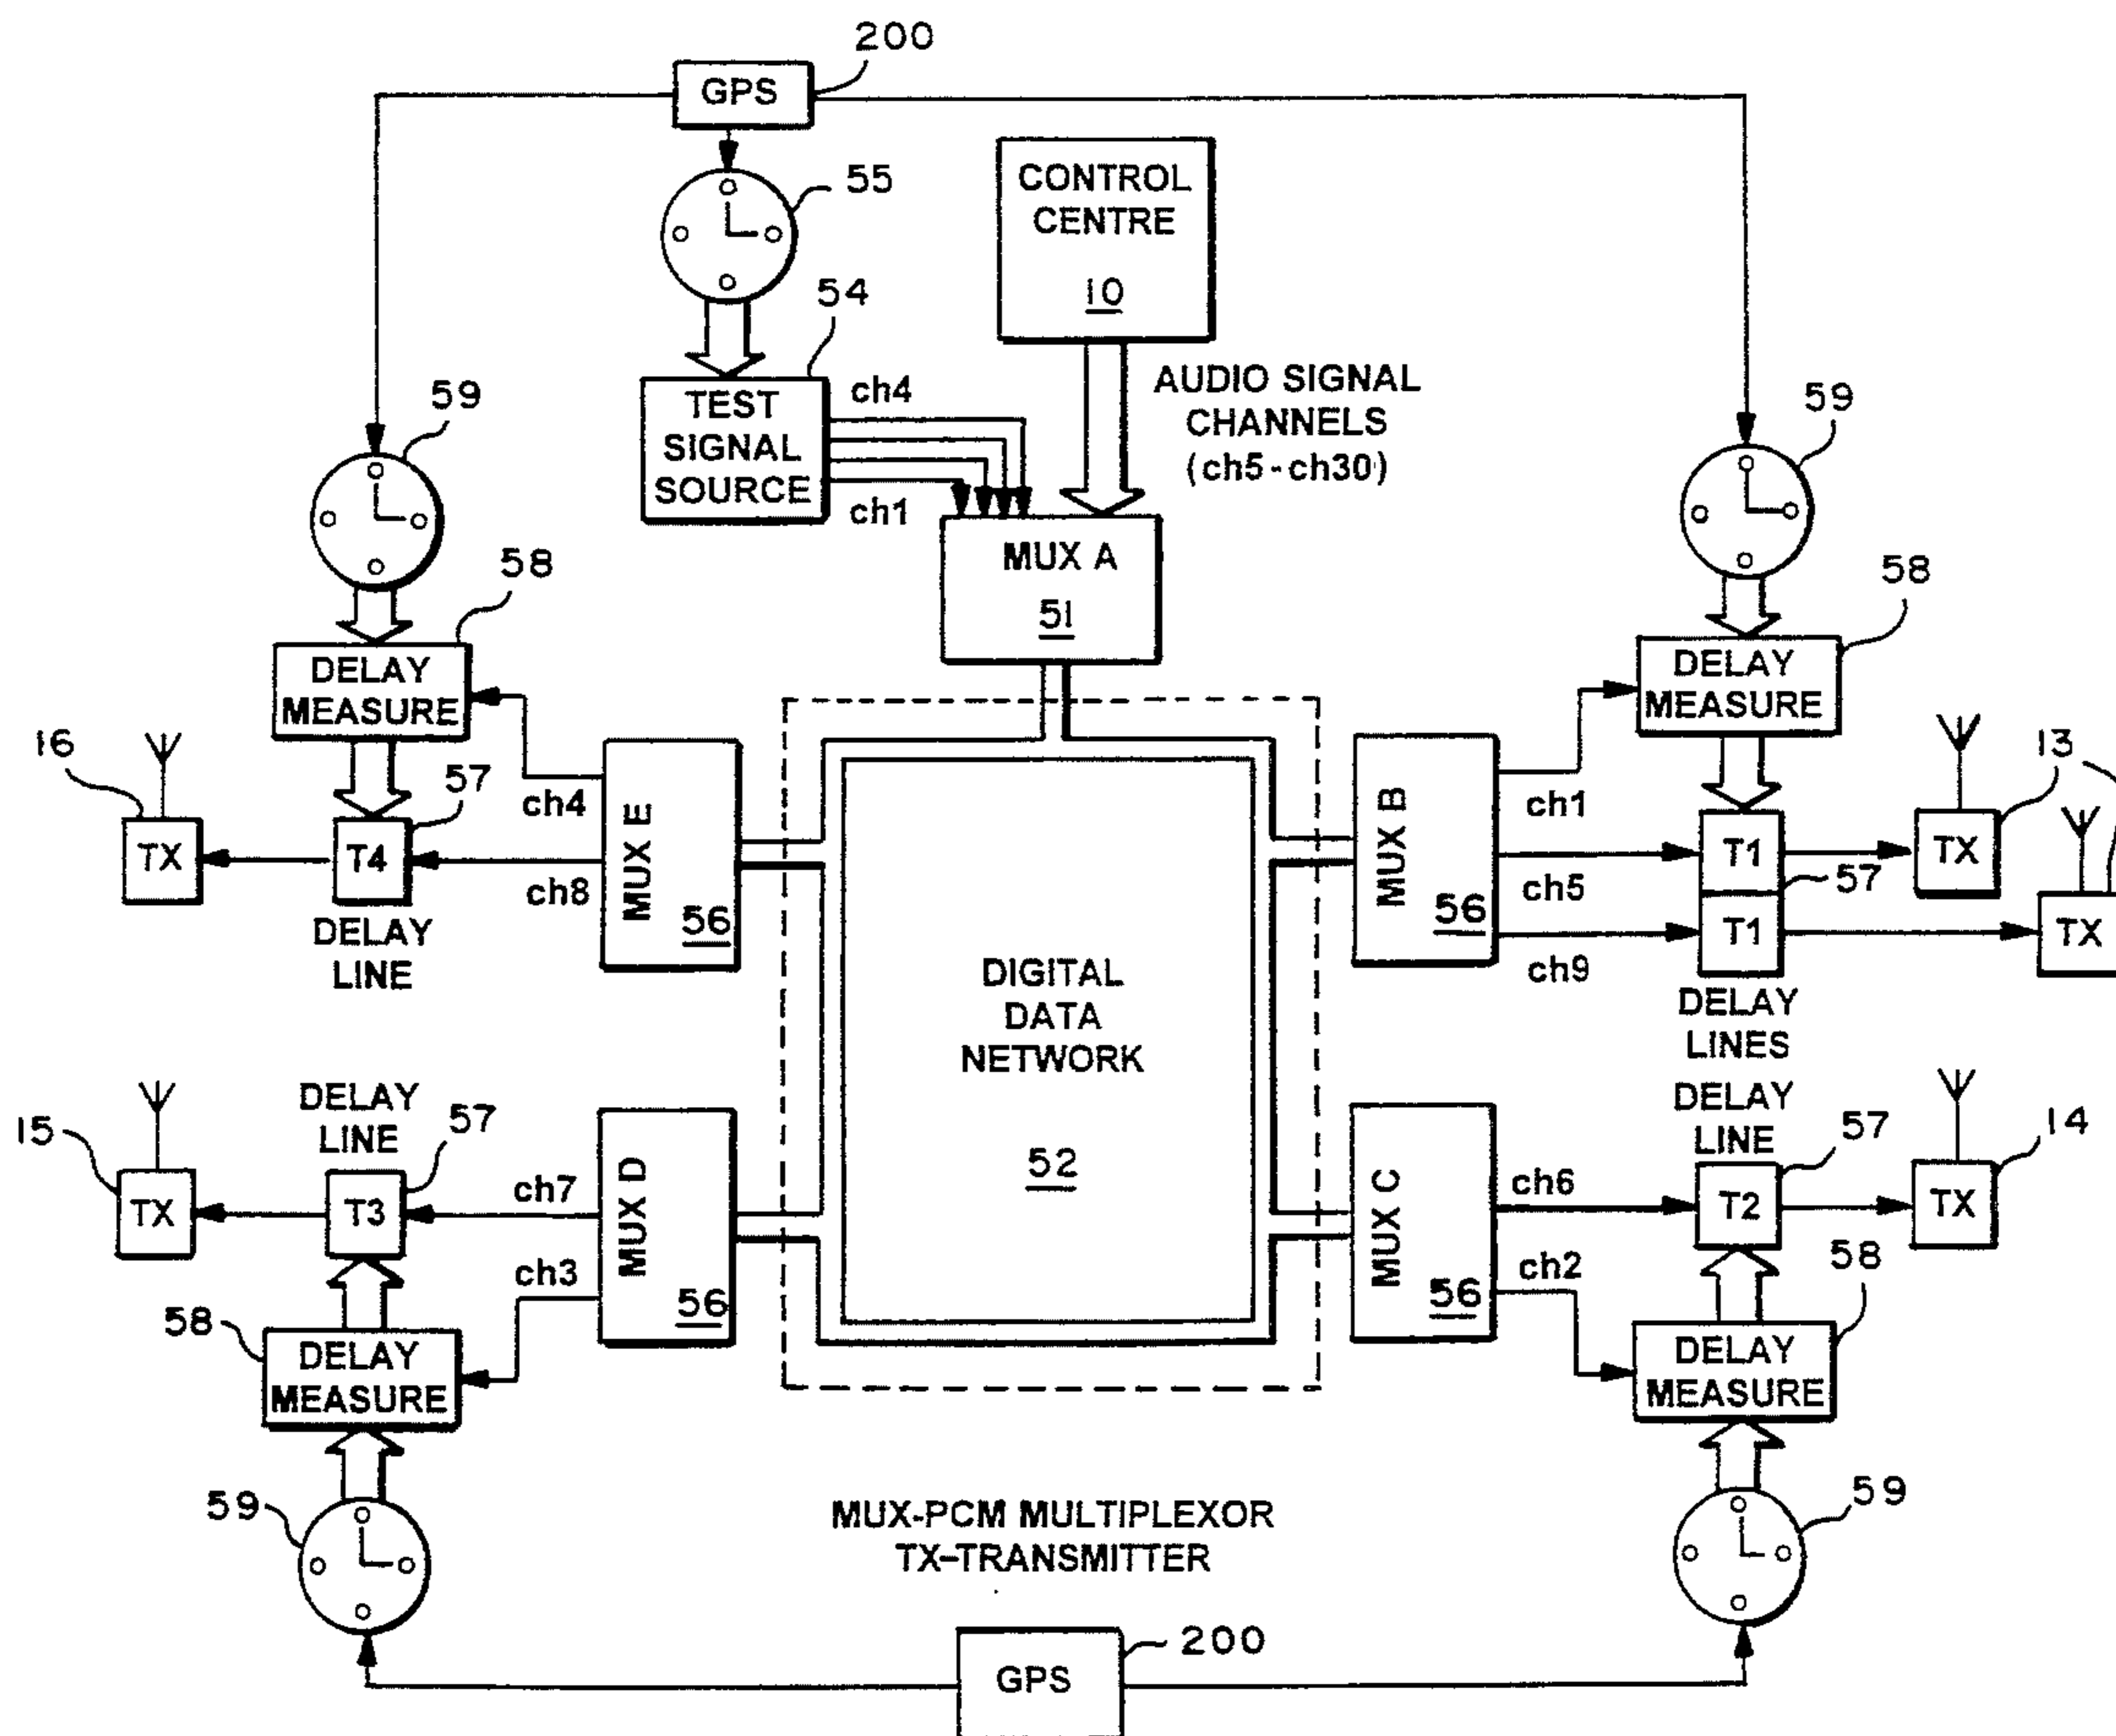 200
GPS
55
CONTROL
CENTRE
10
54
TEST
SIGNAL
SOURCE
ch4
ch1
AUDIO SIGNAL
CHANNELS
(ch5-ch30)
59
59
MUX A
51
58
DELAY
MEASURE
58
DELAY
MEASURE
16
TX
57
T4
DELAY
LINE
ch4
ch8
MUX E
56
MUX B
56
ch1
ch5
ch9
T1
57
T1
DELAY
LINES
TX
13
TX
DIGITAL
DATA
NETWORK
52
15
TX
DELAY
LINE
57
T3
ch7
ch3
MUX D
56
MUX C
56
ch6
ch2
DELAY
LINE
57
T2
TX
14
58
DELAY
MEASURE
58
DELAY
MEASURE
59
59
MUX-PCM MULTIPLEXOR
TX-TRANSMITTER
GPS
200